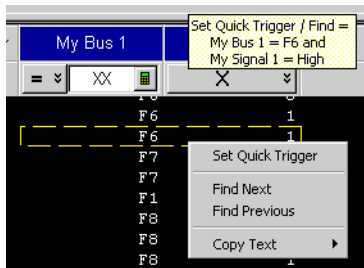 Set Quick Trigger / Find =
My Bus 1 = F6 and
My Signal 1 = High
My Bus 1
= XX X
F6 1
F6 1
F7
F7
F1
F8
F8
F8
Set Quick Trigger
Find Next
Find Previous
Copy Text